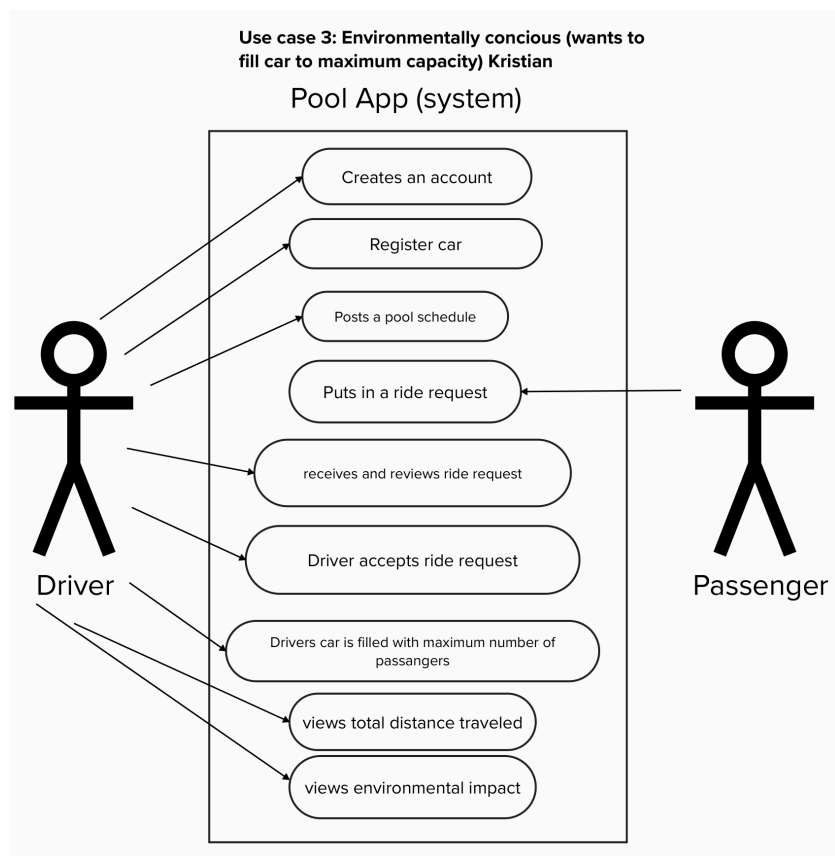 Use case 3: Environmentally concious (wants to
fill car to maximum capacity) Kristian
Pool App (system)
Creates an account
Register car
Posts a pool schedule
Puts in a ride request
receives and reviews ride request
Driver accepts ride request
Driver
Passenger
Drivers car is filled with maximum number of
passangers
views total distance traveled
views environmental impact